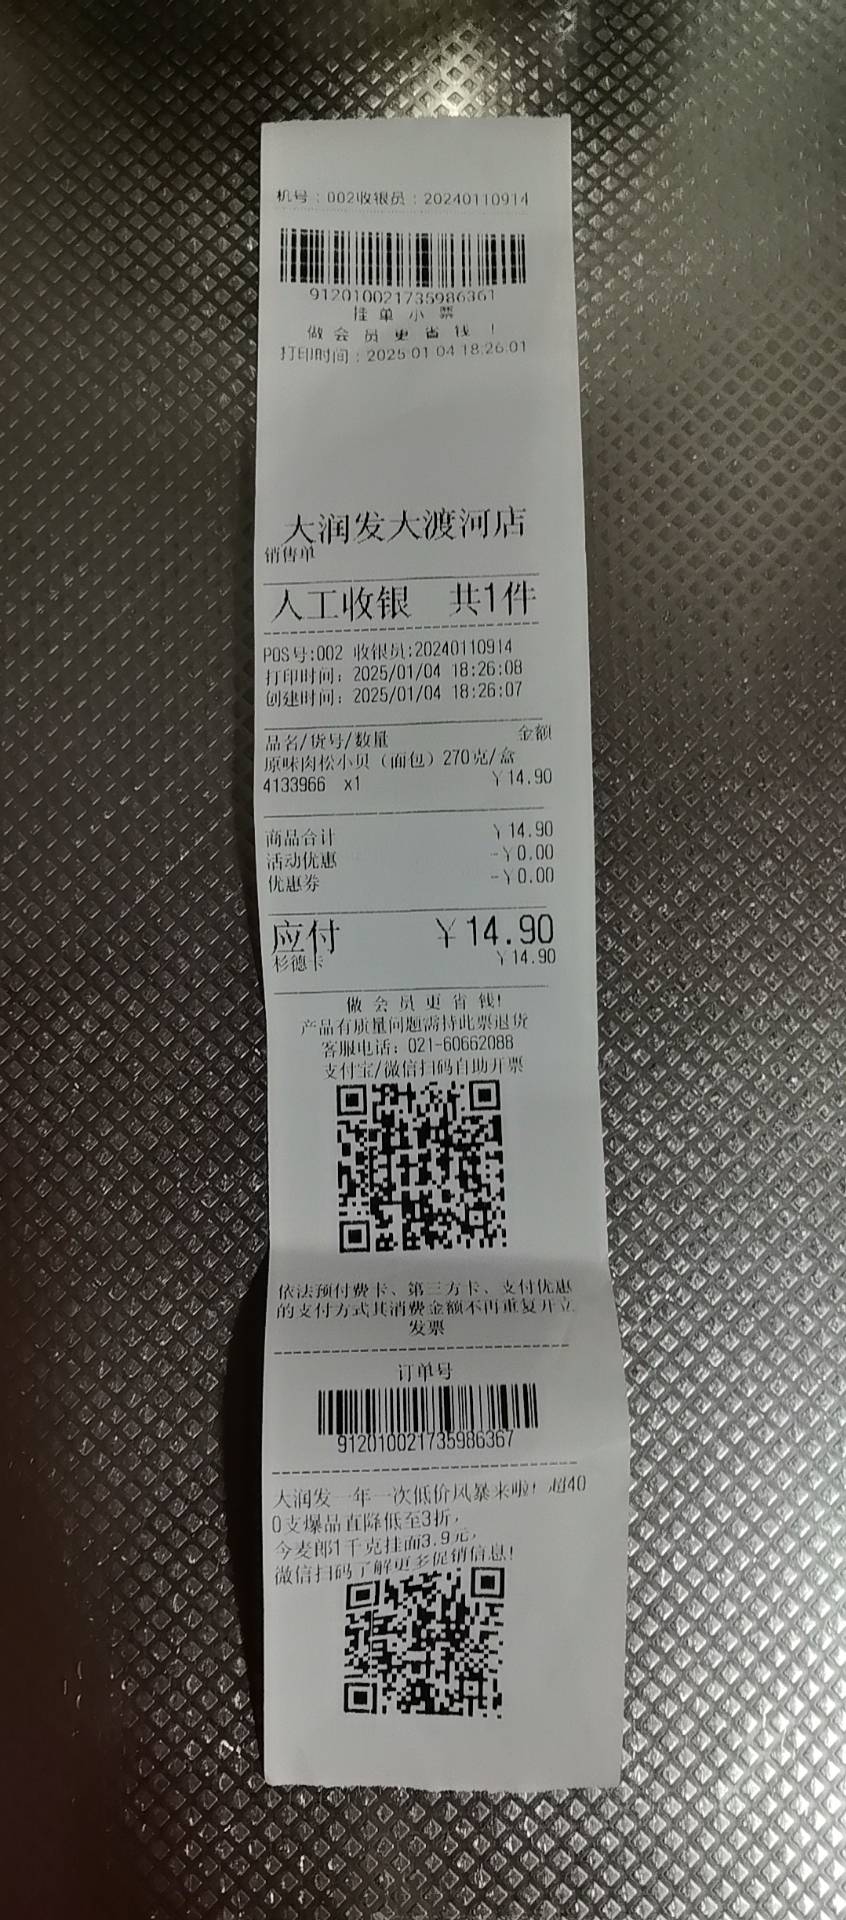 机号：002收银员：20240110914
912010021735986361
挂单小票
做会员更省钱！
打印时间：2025 01 04 18:26:01
大润发大渡河店
销售单
人工收银 共1件
POS号:002 收银员:20240110914
打印时间：2025/01/04 18:26:08
创建时间：2025/01/04 18:26:07
品名/货号/数量 金额
原味肉松小贝（面包）270克/盒
4133966 x1 ￥14.90
商品合计 ￥14.90
活动优惠 -￥0.00
优惠券 -￥0.00
应付 ￥14.90
杉德卡 ￥14.90
做会员更省钱!
产品有质量问题需持此票退货
客服电话：021-60662088
支付宝/微信扫码自助开票
依法预付费卡、第三方卡、支付优惠
的支付方式其消费金额不再重复开立
发票
订单号
912010021735986367
大润发一年一次低价风暴来啦！超40
0支爆品直降低至3折，
今麦郎1千克挂面3.9元，
微信扫码了解更多促销信息！